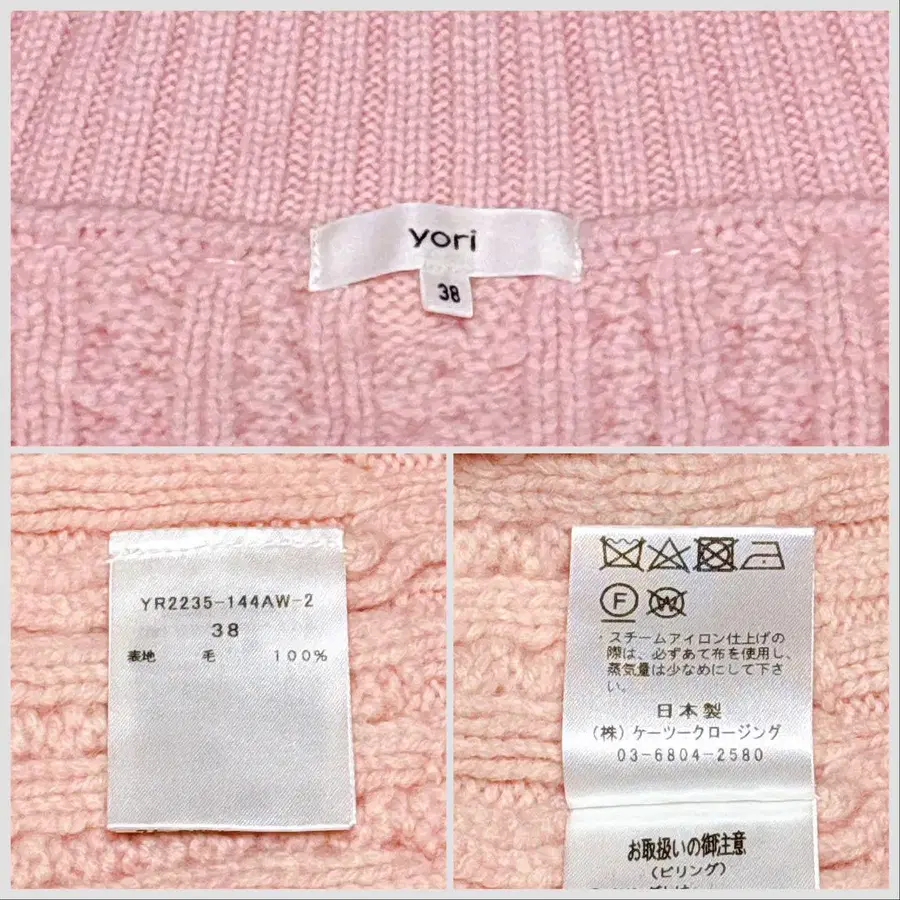 yori
38
YR2235-144AW-2
38
表地 毛 100%
F
W
・スチームアイロン仕上げの
際は、必ずあて布を使用し、
蒸気量は少なめにして下さ
い。
日本製
(株) ケーツークロージング
03-6804-2580
お取扱いの御注意
(ピリング)